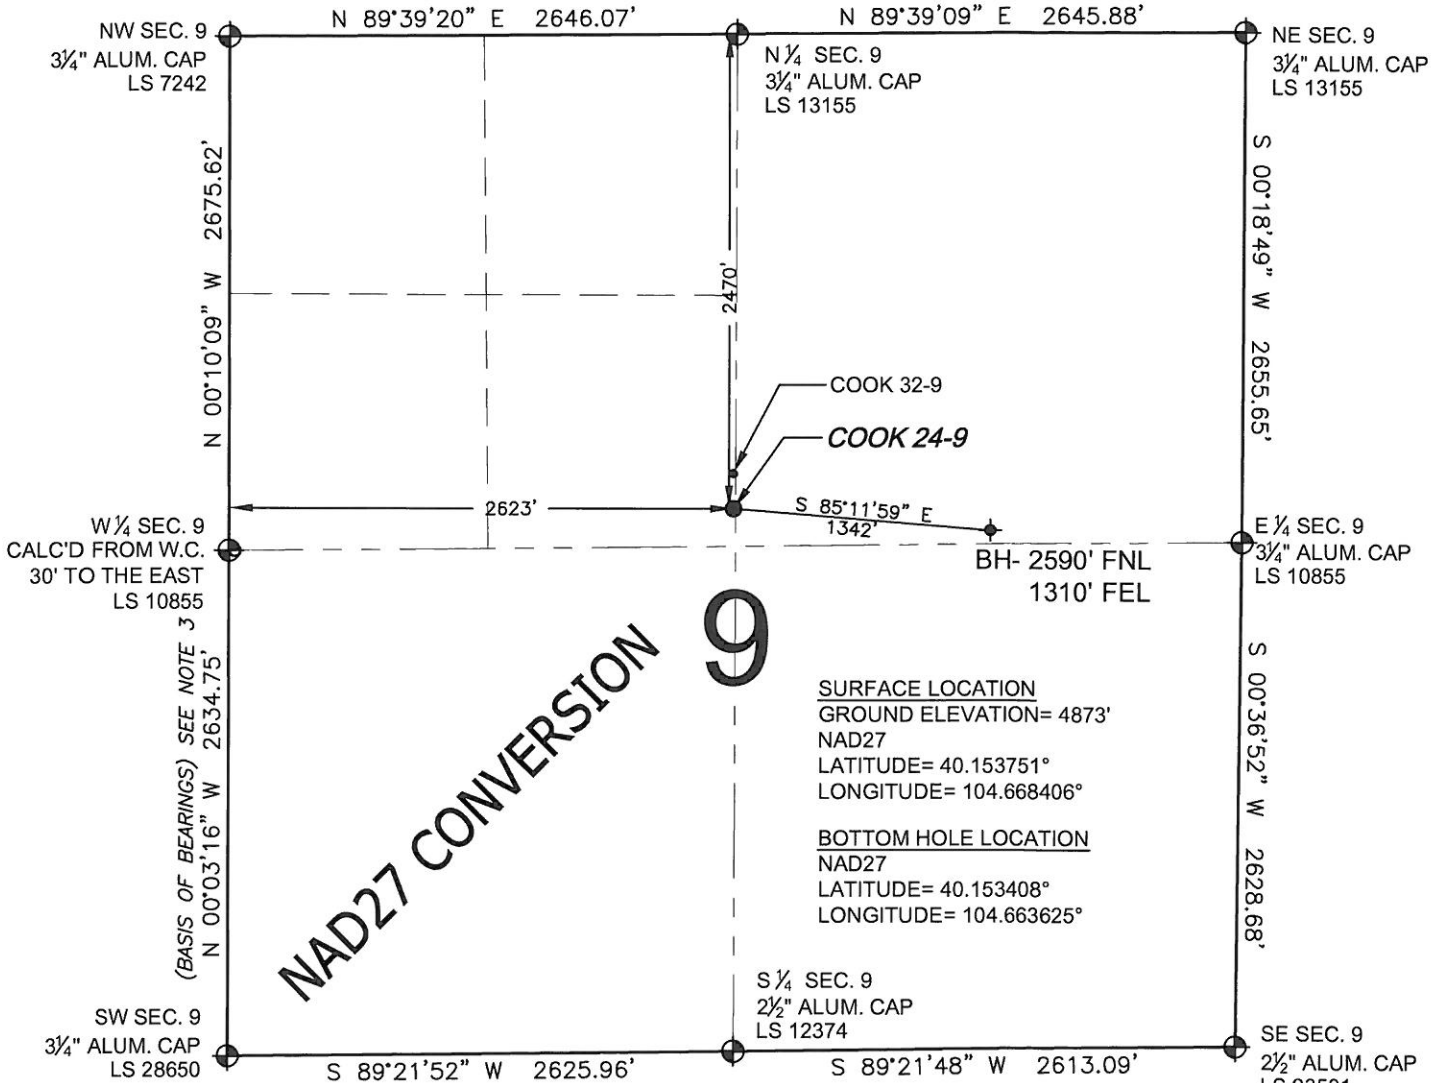 N 89°39'20" E 2646.07'
N 89°39'09" E 2645.88'
NW SEC. 9
3¼" ALUM. CAP
LS 7242
N ¼ SEC. 9
3¼" ALUM. CAP
LS 13155
NE SEC. 9
3¼" ALUM. CAP
LS 13155
N 00°10'09" W 2675.62'
S 00°18'49" W 2655.65'
2470'
COOK 32-9
COOK 24-9
2623'
S 85°11'59" E
1342'
W ¼ SEC. 9
CALC'D FROM W.C.
30' TO THE EAST
LS 10855
E ¼ SEC. 9
3¼" ALUM. CAP
LS 10855
BH- 2590' FNL
1310' FEL
9
(BASIS OF BEARINGS) SEE NOTE 3
N 00°03'16" W 2634.75'
NAD27 CONVERSION
S 00°36'52" W 2628.68'
SURFACE LOCATION
GROUND ELEVATION= 4873'
NAD27
LATITUDE= 40.153751°
LONGITUDE= 104.668406°
BOTTOM HOLE LOCATION
NAD27
LATITUDE= 40.153408°
LONGITUDE= 104.663625°
SW SEC. 9
3¼" ALUM. CAP
LS 28650
S ¼ SEC. 9
2½" ALUM. CAP
LS 12374
SE SEC. 9
2½" ALUM. CAP
S 89°21'52" W 2625.96'
S 89°21'48" W 2613.09'